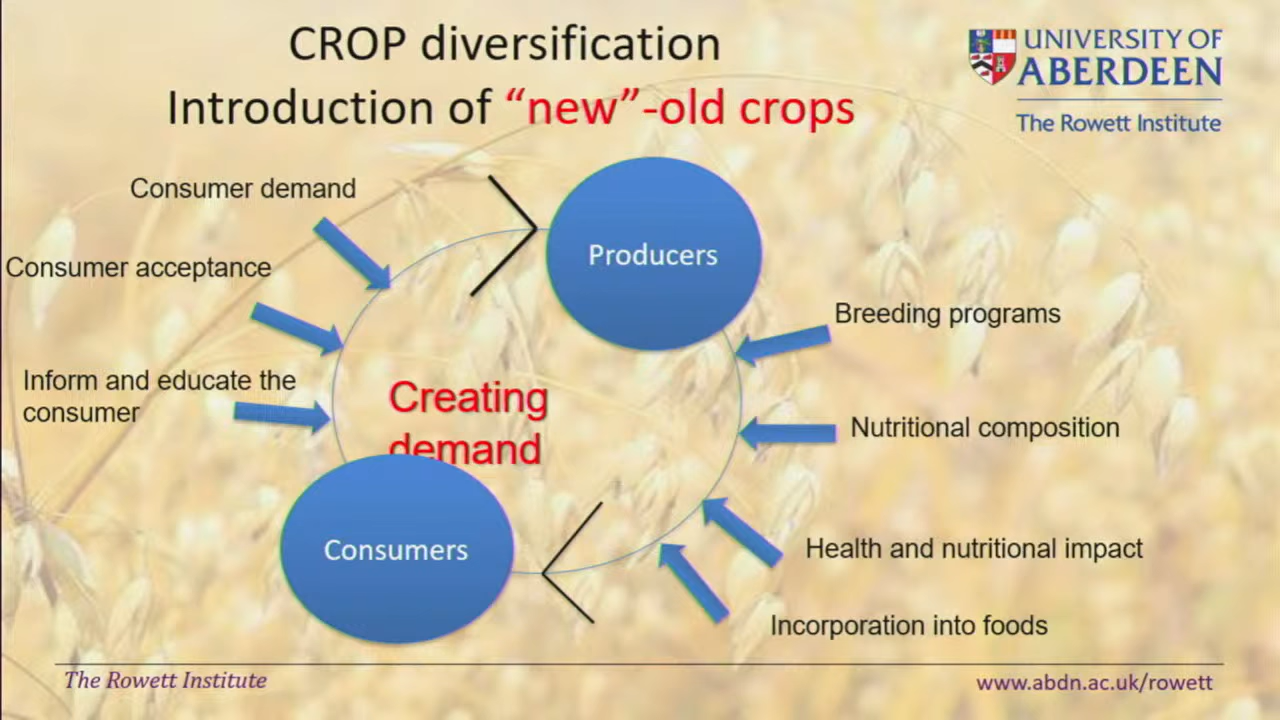 CROP diversification
Introduction of “new”-old crops
UNIVERSITY OF
ABERDEEN
The Rowett Institute
Consumer demand
Consumer acceptance
Inform and educate the
consumer
Producers
Creating
demand
Consumers
Breeding programs
Nutritional composition
Health and nutritional impact
Incorporation into foods
The Rowett Institute
www.abdn.ac.uk/rowett